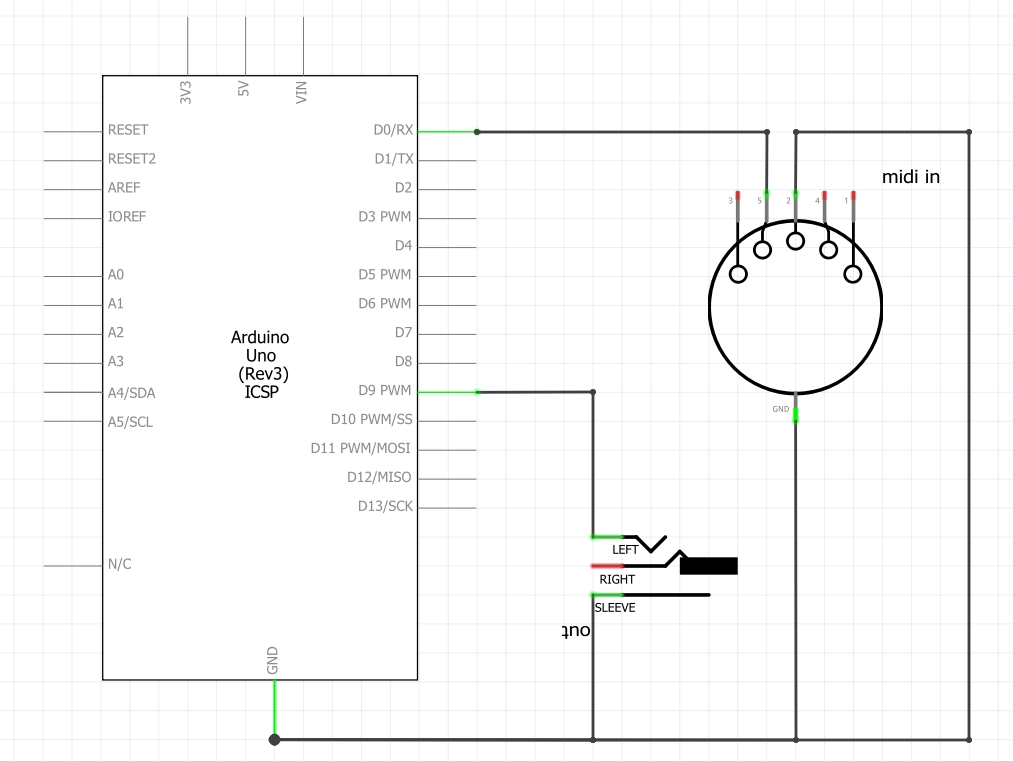 3V3
5V
VIN
RESET
RESET2
AREF
IOREF
A0
A1
A2
A3
A4/SDA
A5/SCL
N/C
Arduino
Uno
(Rev3)
ICSP
D0/RX
D1/TX
D2
D3 PWM
D4
D5 PWM
D6 PWM
D7
D8
D9 PWM
D10 PWM/SS
D11 PWM/MOSI
D12/MISO
D13/SCK
GND
midi in
3
5
2
4
1
GND
LEFT
RIGHT
SLEEVE
out